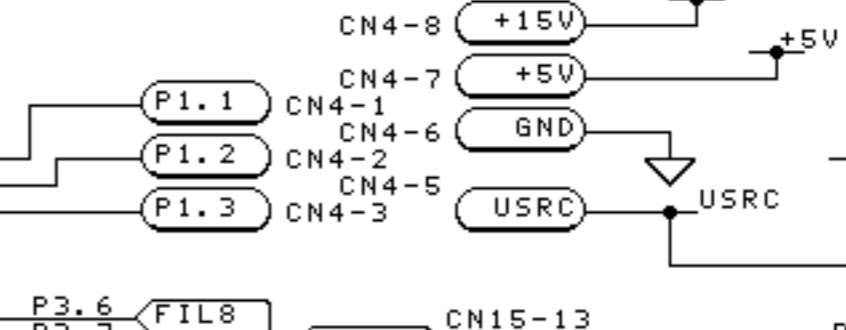 CN4-8 +15V
+5V
CN4-7 +5V
P1.1 CN4-1
CN4-6 GND
P1.2 CN4-2
CN4-5
USRC USRC
P1.3 CN4-3
P3.6 FIL8
CN15-13